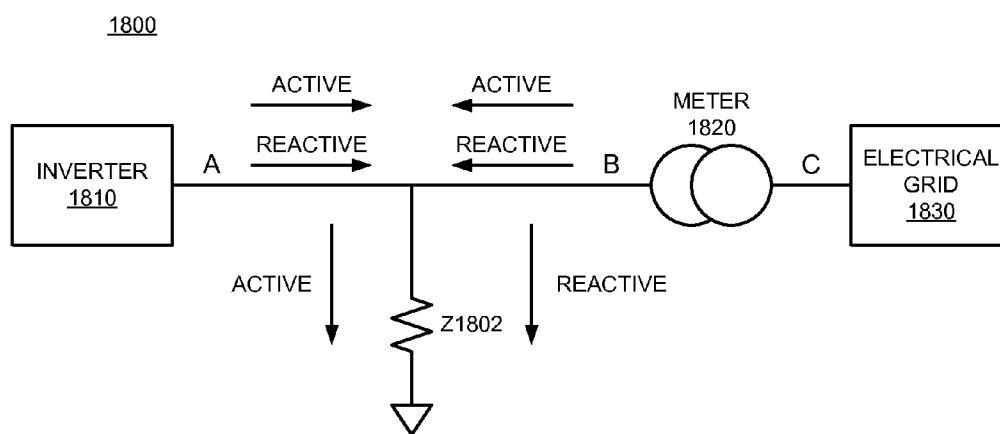 1800
ACTIVE
ACTIVE
REACTIVE
REACTIVE
METER
1820
INVERTER
1810
A
B
C
ELECTRICAL
GRID
1830
ACTIVE
REACTIVE
Z1802